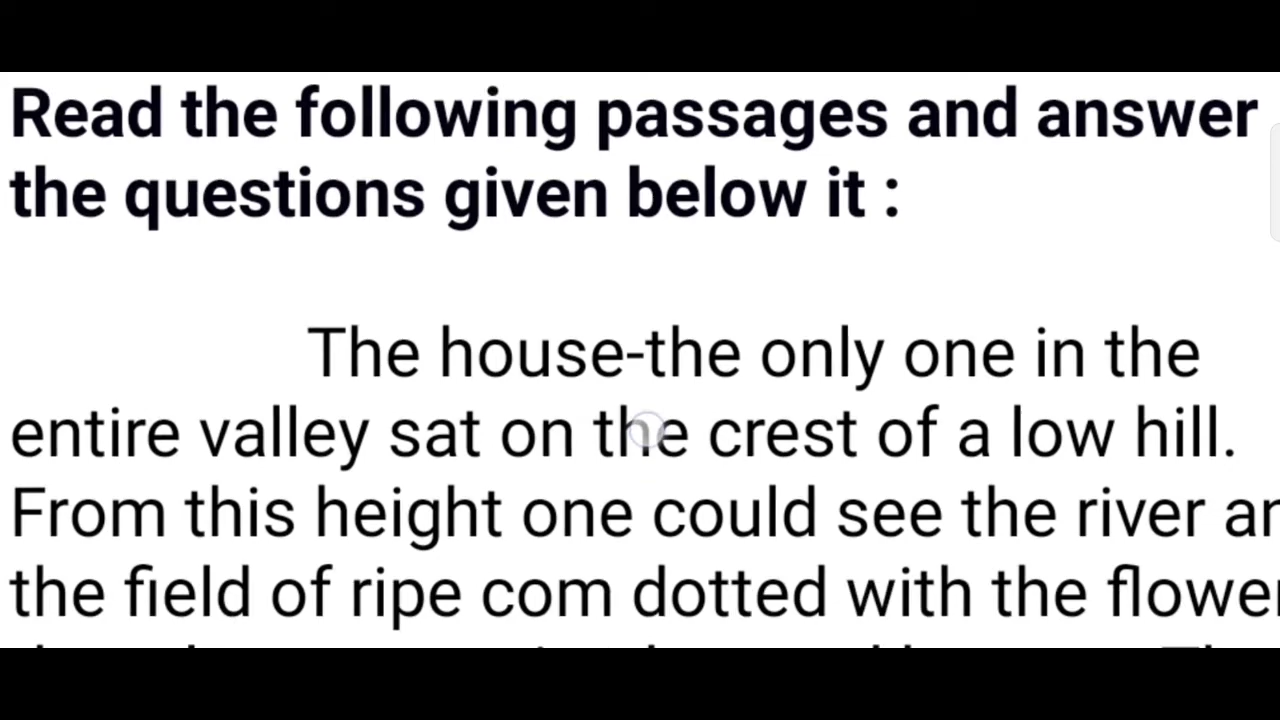 Read the following passages and answer
the questions given below it :
The house-the only one in the
entire valley sat on the crest of a low hill.
From this height one could see the river
the field of ripe com dotted with the